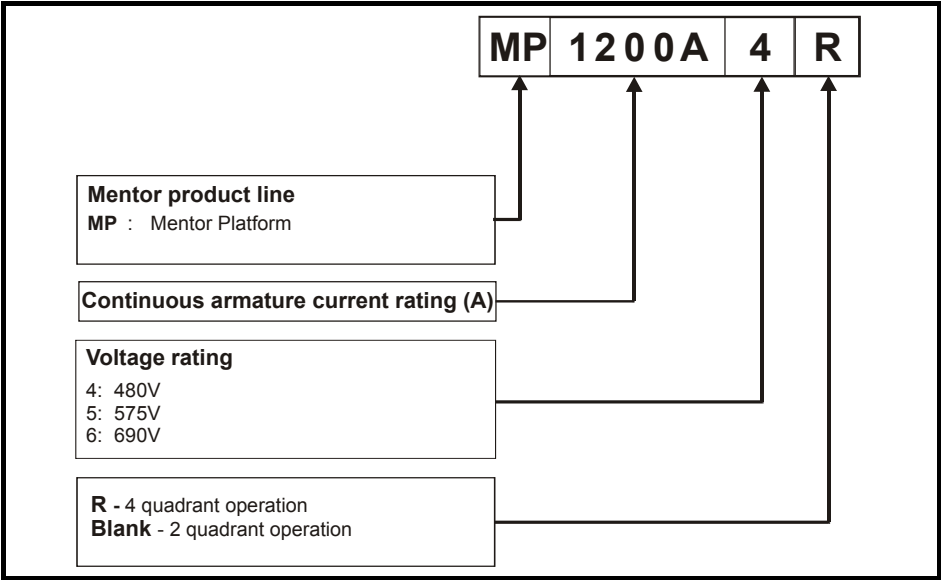 MP 1200A 4 R
Mentor product line
MP : Mentor Platform
Continuous armature current rating (A)
Voltage rating
4: 480V
5: 575V
6: 690V
R - 4 quadrant operation
Blank - 2 quadrant operation